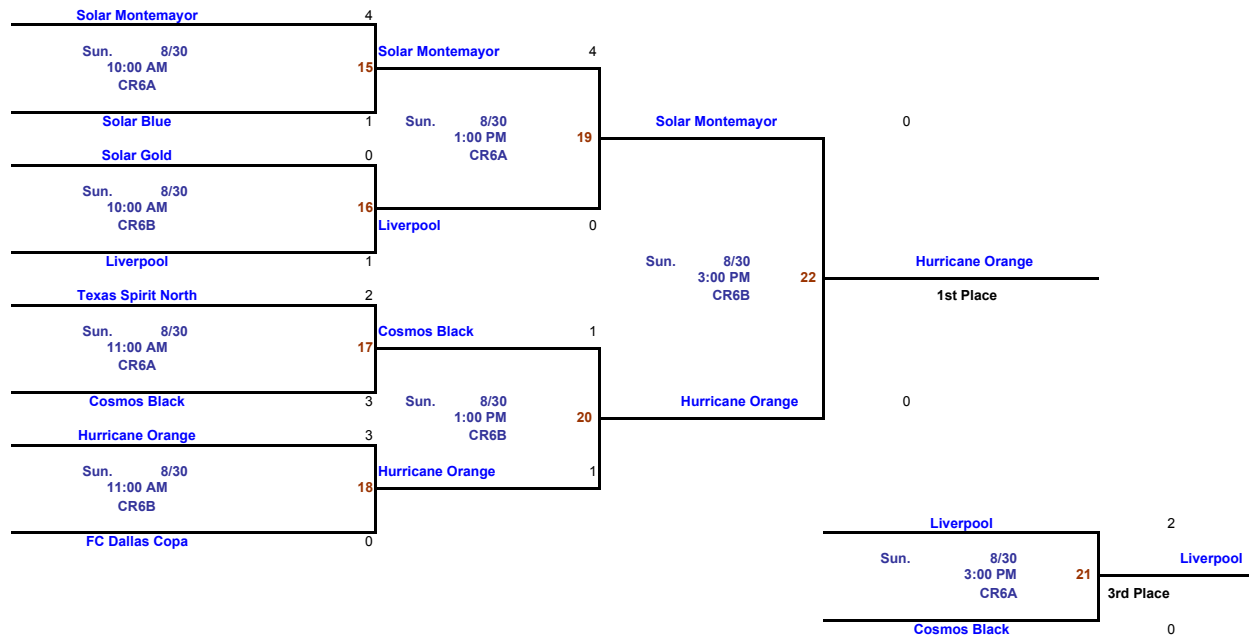 Solar Montemayor 4
Sun. 8/30
10:00 AM
15
CR6A
Solar Blue 1
Solar Gold 0
Sun. 8/30
10:00 AM
16
CR6B
Liverpool 1
Texas Spirit North 2
Sun. 8/30
11:00 AM
17
CR6A
Cosmos Black 3
Hurricane Orange 3
Sun. 8/30
11:00 AM
18
CR6B
FC Dallas Copa 0
Solar Montemayor 4
Sun. 8/30
1:00 PM
19
CR6A
Liverpool 0
Cosmos Black 1
Sun. 8/30
1:00 PM
20
CR6B
Hurricane Orange 1
Solar Montemayor 0
Sun. 8/30
3:00 PM
22
CR6B
Hurricane Orange 0
Hurricane Orange
1st Place
Liverpool 2
Sun. 8/30
3:00 PM
21
CR6A
Cosmos Black 0
Liverpool
3rd Place